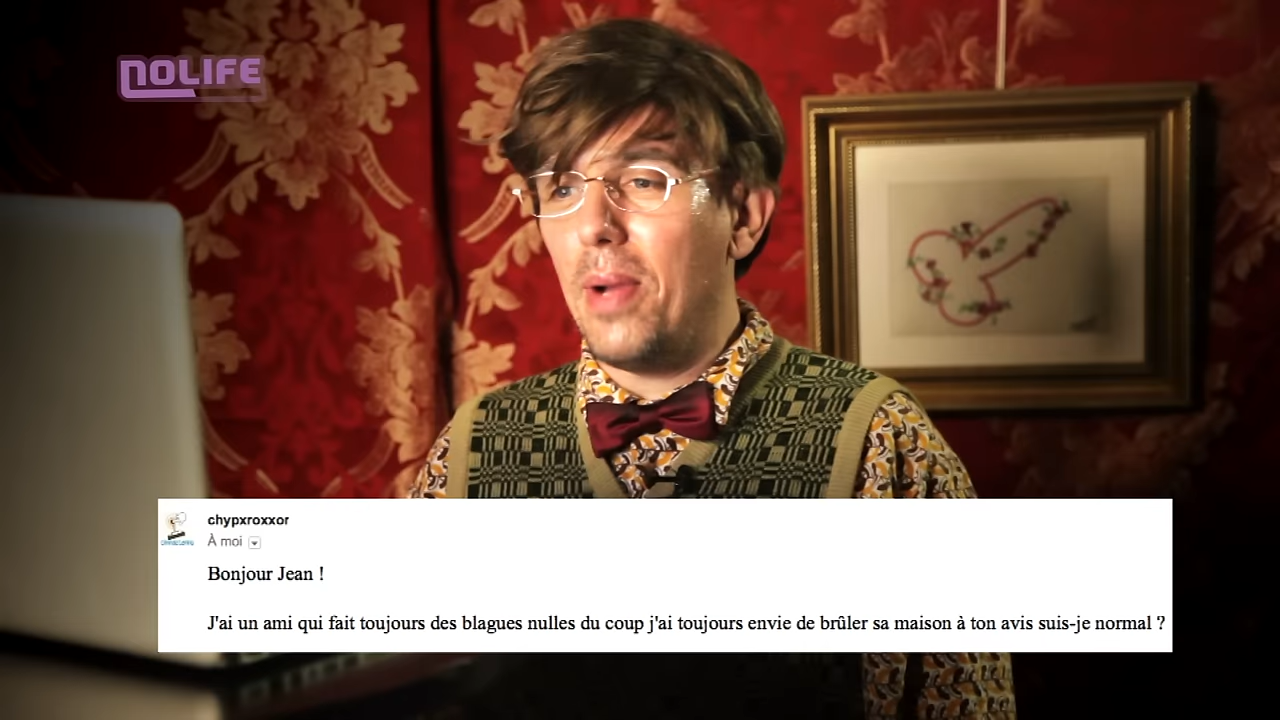 NOLIFE
chypxroxxor
À moi
Bonjour Jean !
J'ai un ami qui fait toujours des blagues nulles du coup j'ai toujours envie de brûler sa maison à ton avis suis-je normal ?